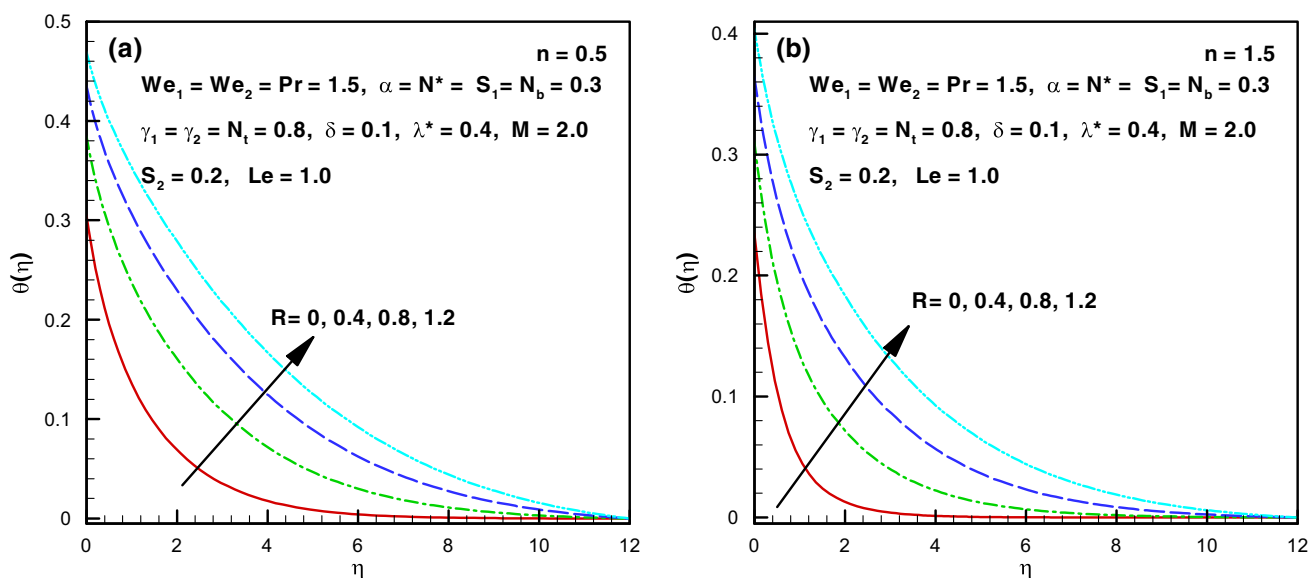 (a)
n = 0.5
We₁ = We₂ = Pr = 1.5, α = N* = S₁= N_b = 0.3
γ₁ = γ₂ = N_t = 0.8, δ = 0.1, λ* = 0.4, M = 2.0
S₂ = 0.2, Le = 1.0
R= 0, 0.4, 0.8, 1.2
θ(η)
0.5
0.4
0.3
0.2
0.1
0
0 2 4 6 8 10 12
η
(b)
n = 1.5
We₁ = We₂ = Pr = 1.5, α = N* = S₁= N_b = 0.3
γ₁ = γ₂ = N_t = 0.8, δ = 0.1, λ* = 0.4, M = 2.0
S₂ = 0.2, Le = 1.0
R= 0, 0.4, 0.8, 1.2
θ(η)
0.4
0.3
0.2
0.1
0
0 2 4 6 8 10 12
η